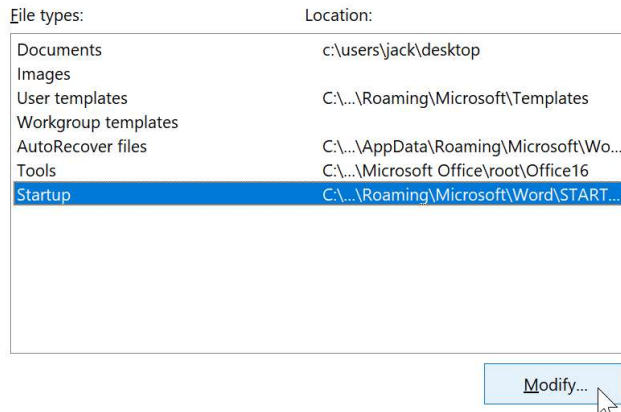 File types: Location:
Documents c:\users\jack\desktop
Images
User templates C:\...\Roaming\Microsoft\Templates
Workgroup templates
AutoRecover files C:\...\AppData\Roaming\Microsoft\Wo...
Tools C:\...\Microsoft Office\root\Office16
Startup C:\...\Roaming\Microsoft\Word\START...
Modify...